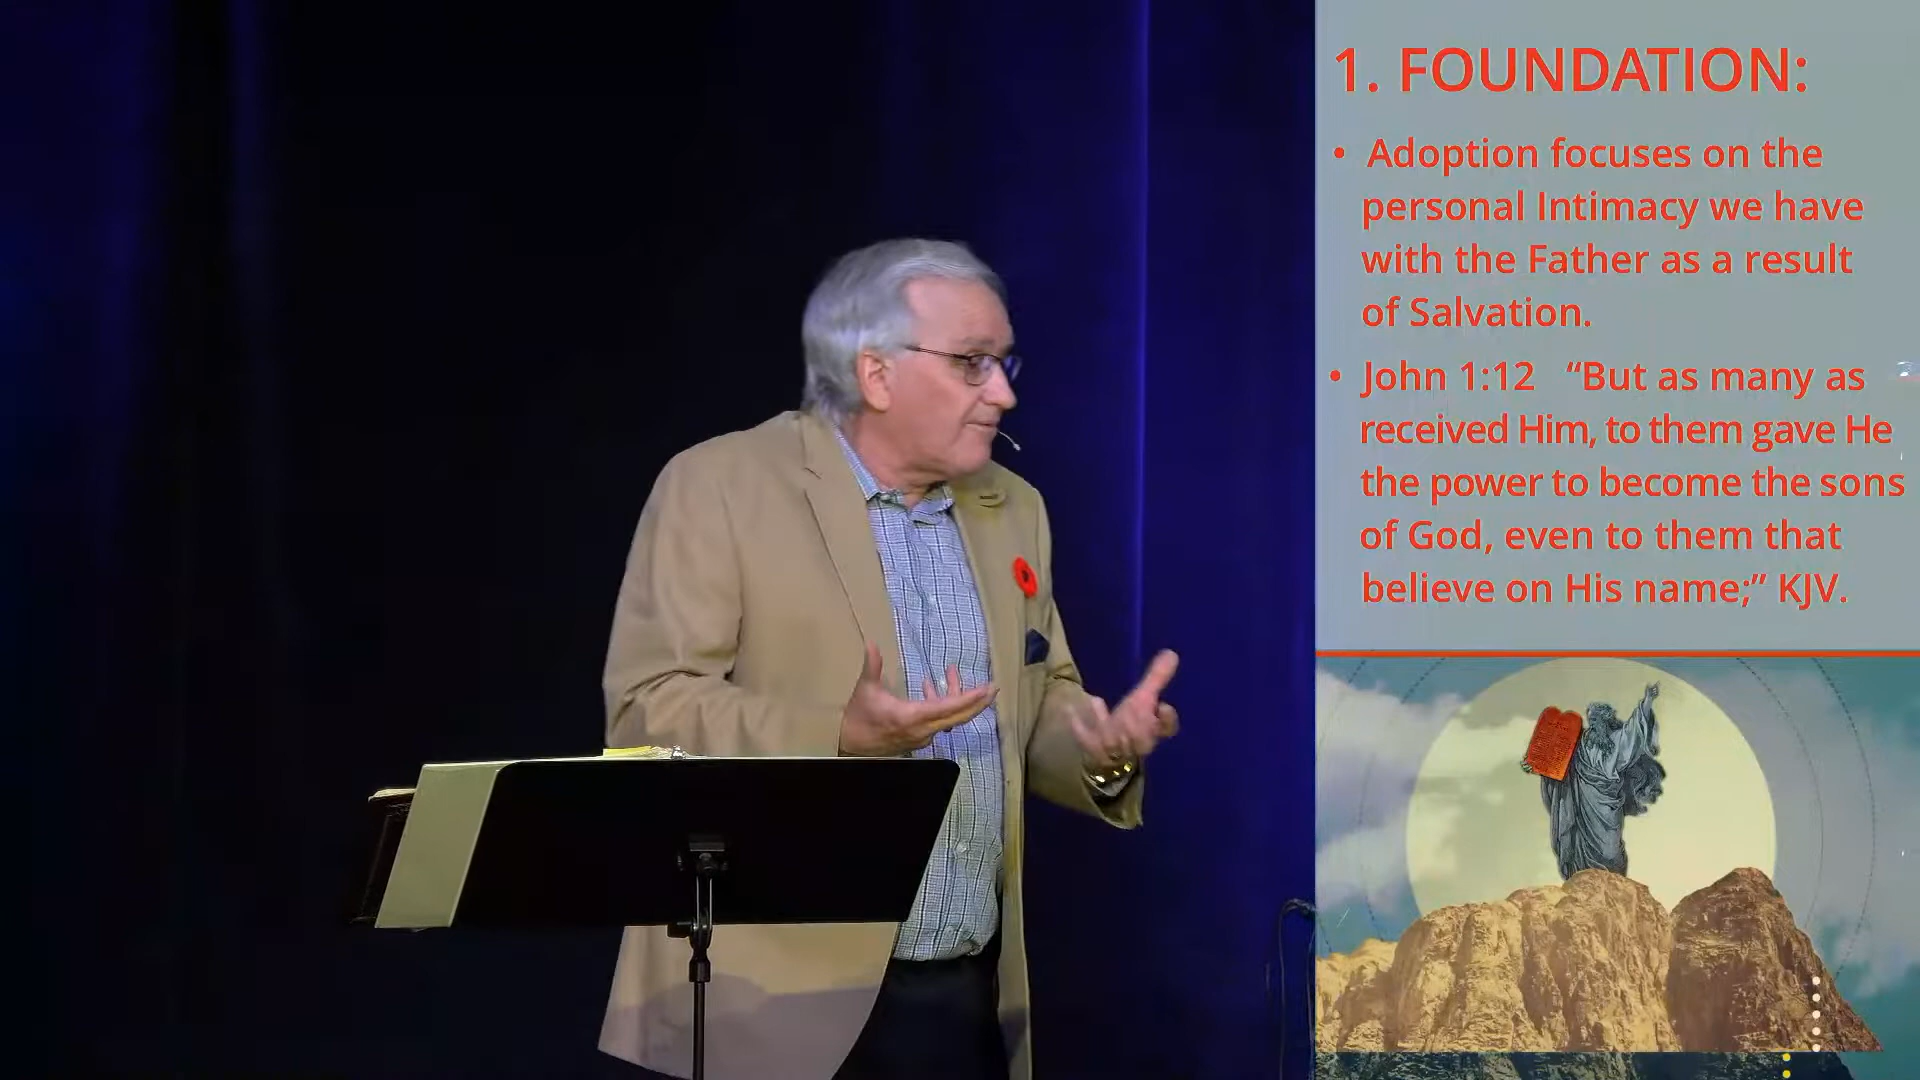 1. FOUNDATION:
• Adoption focuses on the
personal Intimacy we have
with the Father as a result
of Salvation.
• John 1:12 “But as many as
received Him, to them gave He
the power to become the sons
of God, even to them that
believe on His name;” KJV.